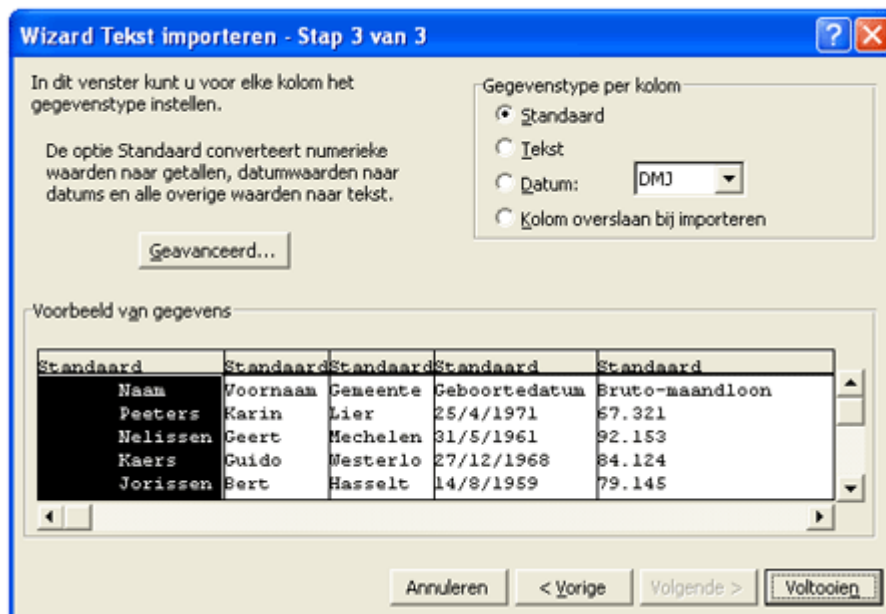 Wizard Tekst importeren - Stap 3 van 3
In dit venster kunt u voor elke kolom het
gegevenstype instellen.
De optie Standaard converteert numerieke
waarden naar getallen, datumwaarden naar
datums en alle overige waarden naar tekst.
Geavanceerd...
Gegevenstype per kolom
Standaard
Tekst
Datum: DMJ
Kolom overslaan bij importeren
Voorbeeld van gegevens
Standaard Standaard Standaard Standaard Standaard
Naam Voornaam Gemeente Geboortedatum Bruto-maandloon
Peeters Karin Lier 25/4/1971 67.321
Nelissen Geert Mechelen 31/5/1961 92.153
Kaers Guido Westerlo 27/12/1968 84.124
Jorissen Bert Hasselt 14/8/1959 79.145
Annuleren < Vorige Volgende > Voltooien